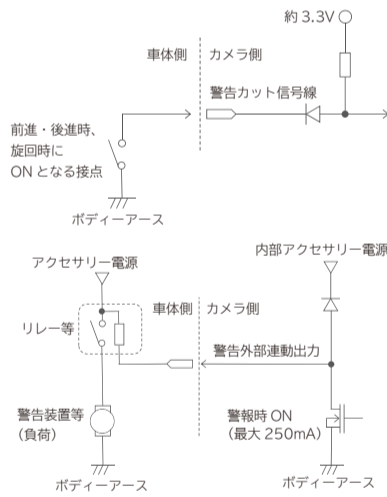 約 3.3V
車体側
カメラ側
警告カット信号線
前進・後進時、
旋回時に
ON となる接点
ボディーアース
アクセサリー電源
内部アクセサリー電源
車体側
カメラ側
リレー等
警告外部連動出力
警告装置等
（負荷）
警報時 ON
（最大 250mA）
ボディーアース
ボディーアース